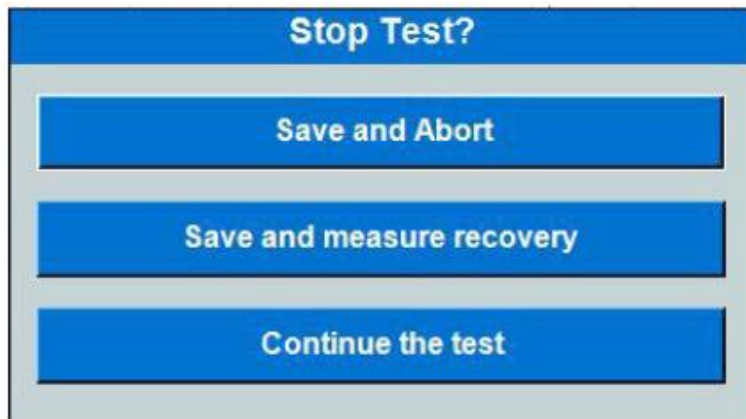 Stop Test?
Save and Abort
Save and measure recovery
Continue the test